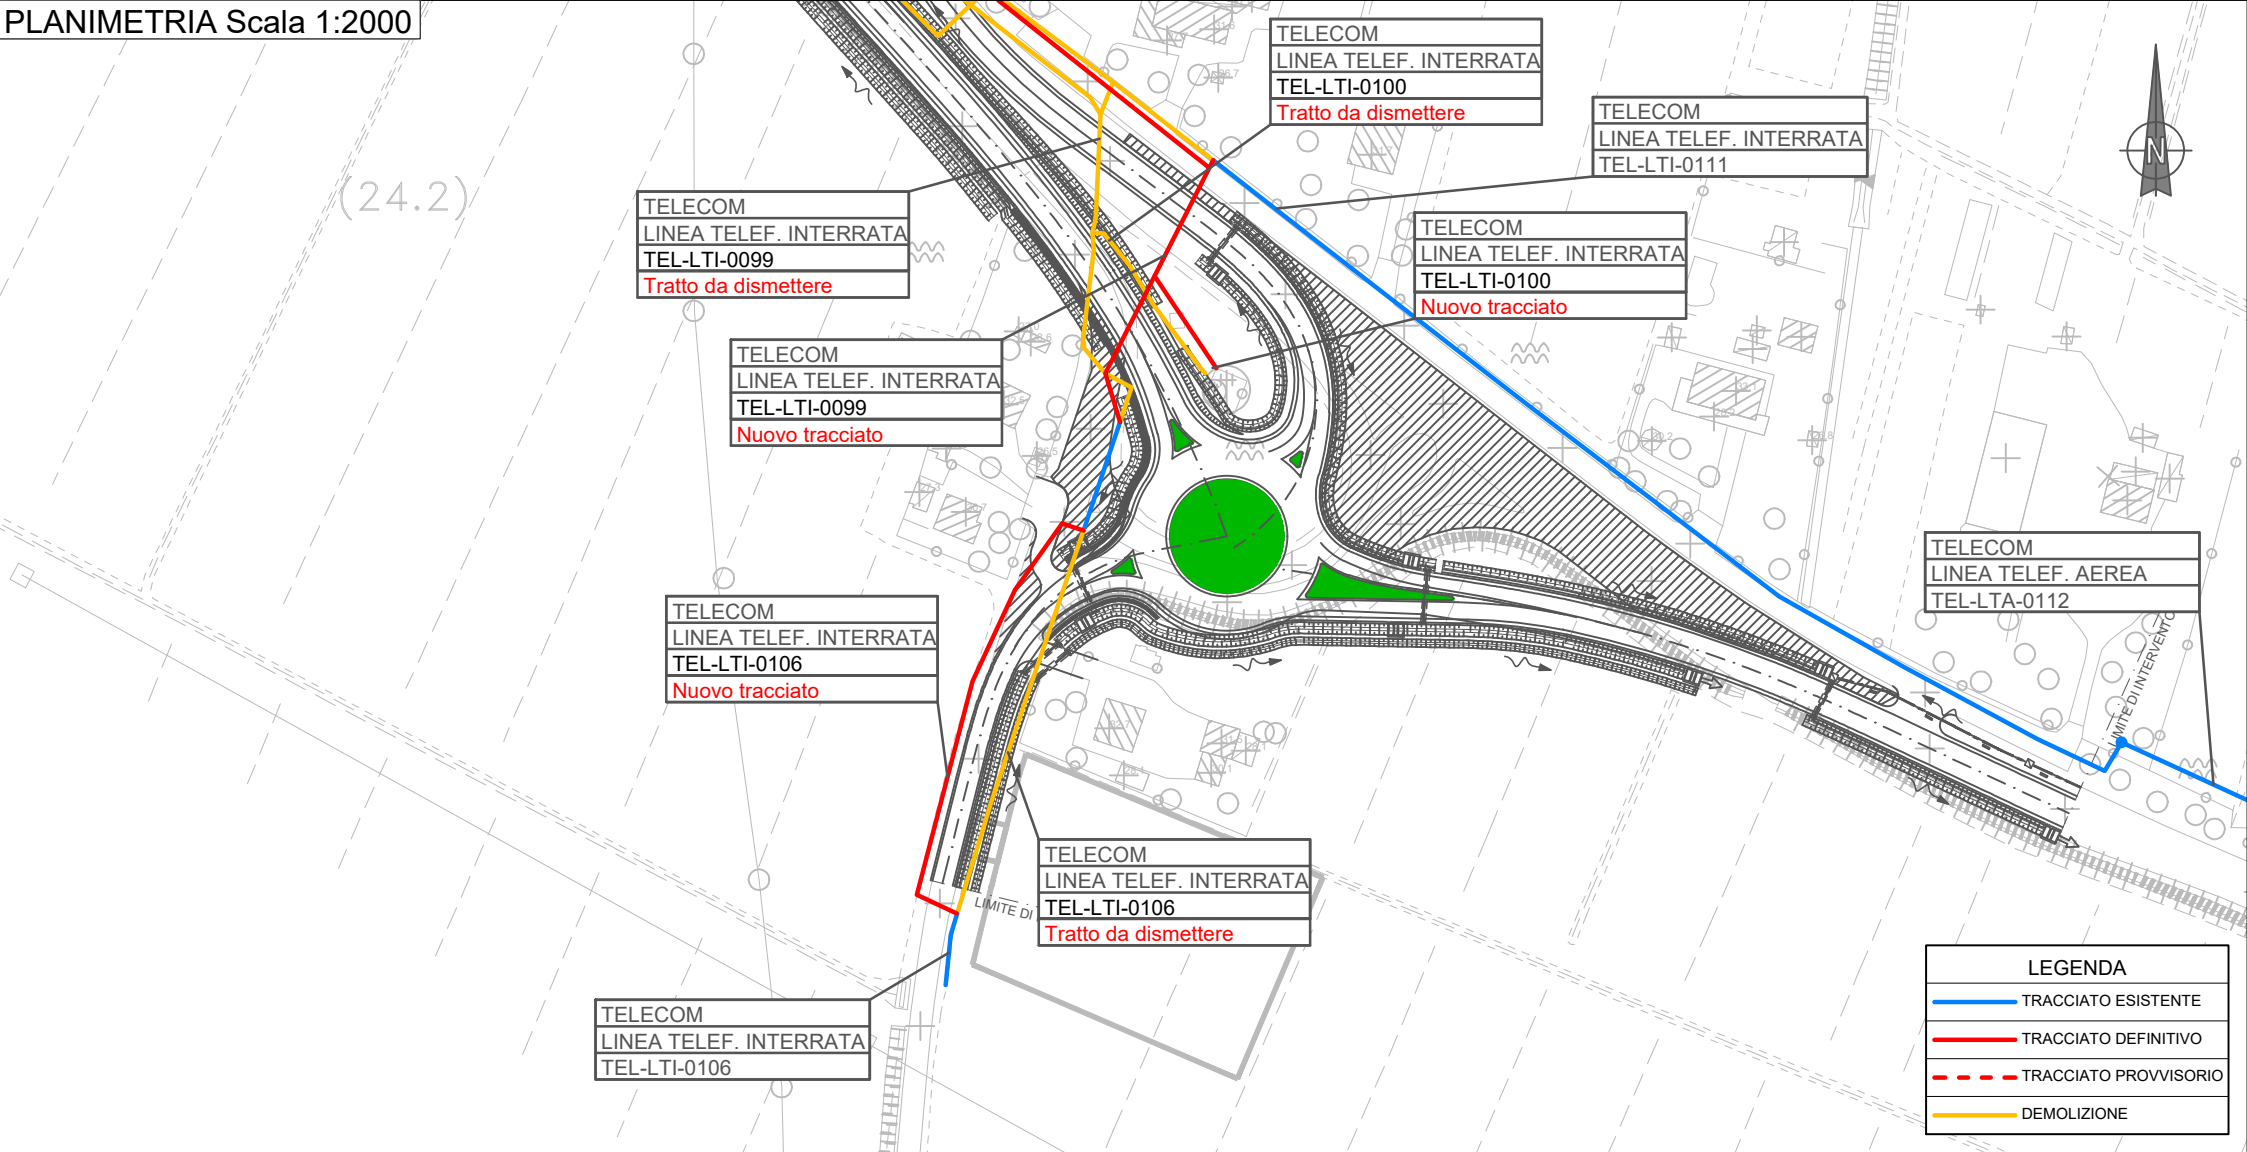 PLANIMETRIA Scala 1:2000
TELECOM
LINEA TELEF. INTERRATA
TEL-LTI-0100
Tratto da dismettere
TELECOM
LINEA TELEF. INTERRATA
TEL-LTI-0111
N
(24.2)
TELECOM
LINEA TELEF. INTERRATA
TEL-LTI-0099
Tratto da dismettere
TELECOM
LINEA TELEF. INTERRATA
TEL-LTI-0100
Nuovo tracciato
TELECOM
LINEA TELEF. INTERRATA
TEL-LTI-0099
Nuovo tracciato
TELECOM
LINEA TELEF. AEREA
TEL-LTA-0112
LIMITE DI INTERVENTO
TELECOM
LINEA TELEF. INTERRATA
TEL-LTI-0106
Nuovo tracciato
TELECOM
LINEA TELEF. INTERRATA
TEL-LTI-0106
Tratto da dismettere
LIMITE DI
TELECOM
LINEA TELEF. INTERRATA
TEL-LTI-0106
LEGENDA
TRACCIATO ESISTENTE
TRACCIATO DEFINITIVO
TRACCIATO PROVVISORIO
DEMOLIZIONE